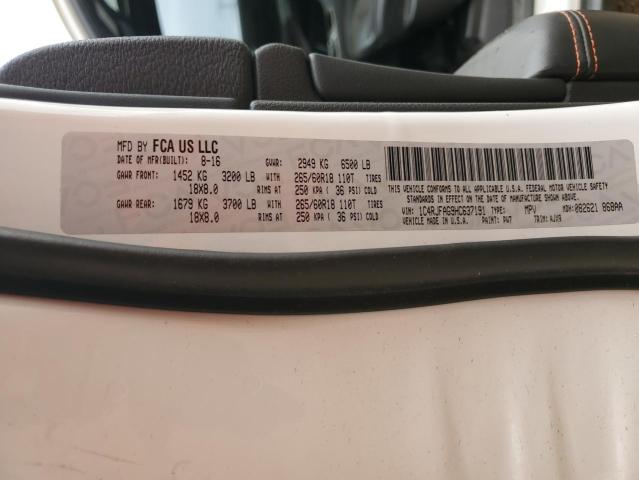 MFD BY FCA US LLC
DATE OF MFR(BUILT): 8-16 GVWR: 2949 KG 6500 LB
GAWR FRONT: 1452 KG 3200 LB WITH 265/60R18 110T TIRES
18X8.0 RIMS AT 250 KPA ( 36 PSI) COLD
GAWR REAR: 1679 KG 3700 LB WITH 265/60R18 110T TIRES
18X8.0 RIMS AT 250 KPA ( 36 PSI) COLD
THIS VEHICLE CONFORMS TO ALL APPLICABLE U.S.A. FEDERAL MOTOR VEHICLE SAFETY
STANDARDS IN EFFECT ON THE DATE OF MANUFACTURE SHOWN ABOVE.
VIN: 1C4RJFAG9HC637191 TYPE: MPV MDH:082621 868AA
VEHICLE MADE IN U.S.A. PAINT: PW7 TRIM: AJX9